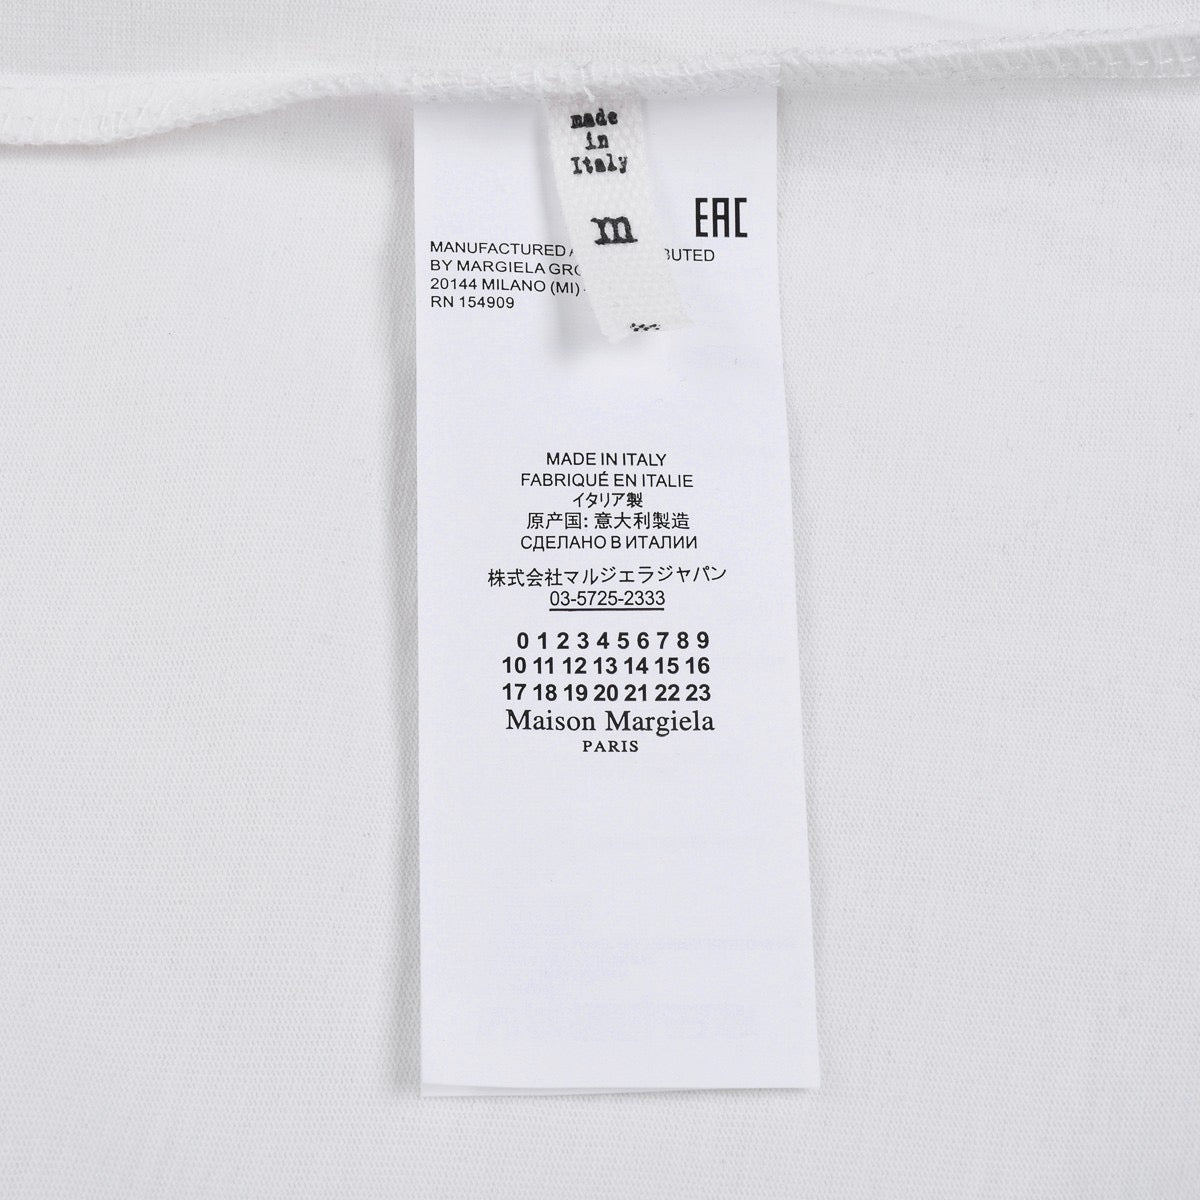 made
in
Italy
m
EAC
MANUFACTURED
BY MARGIELA
20144 MILANO (MI)
RN 154909
MADE IN ITALY
FABRIQUÉ EN ITALIE
イタリア製
原产国: 意大利製造
СДЕЛАНО В ИТАЛИИ
株式会社マルジェラジャパン
03-5725-2333
0 1 2 3 4 5 6 7 8 9
10 11 12 13 14 15 16
17 18 19 20 21 22 23
Maison Margiela
PARIS